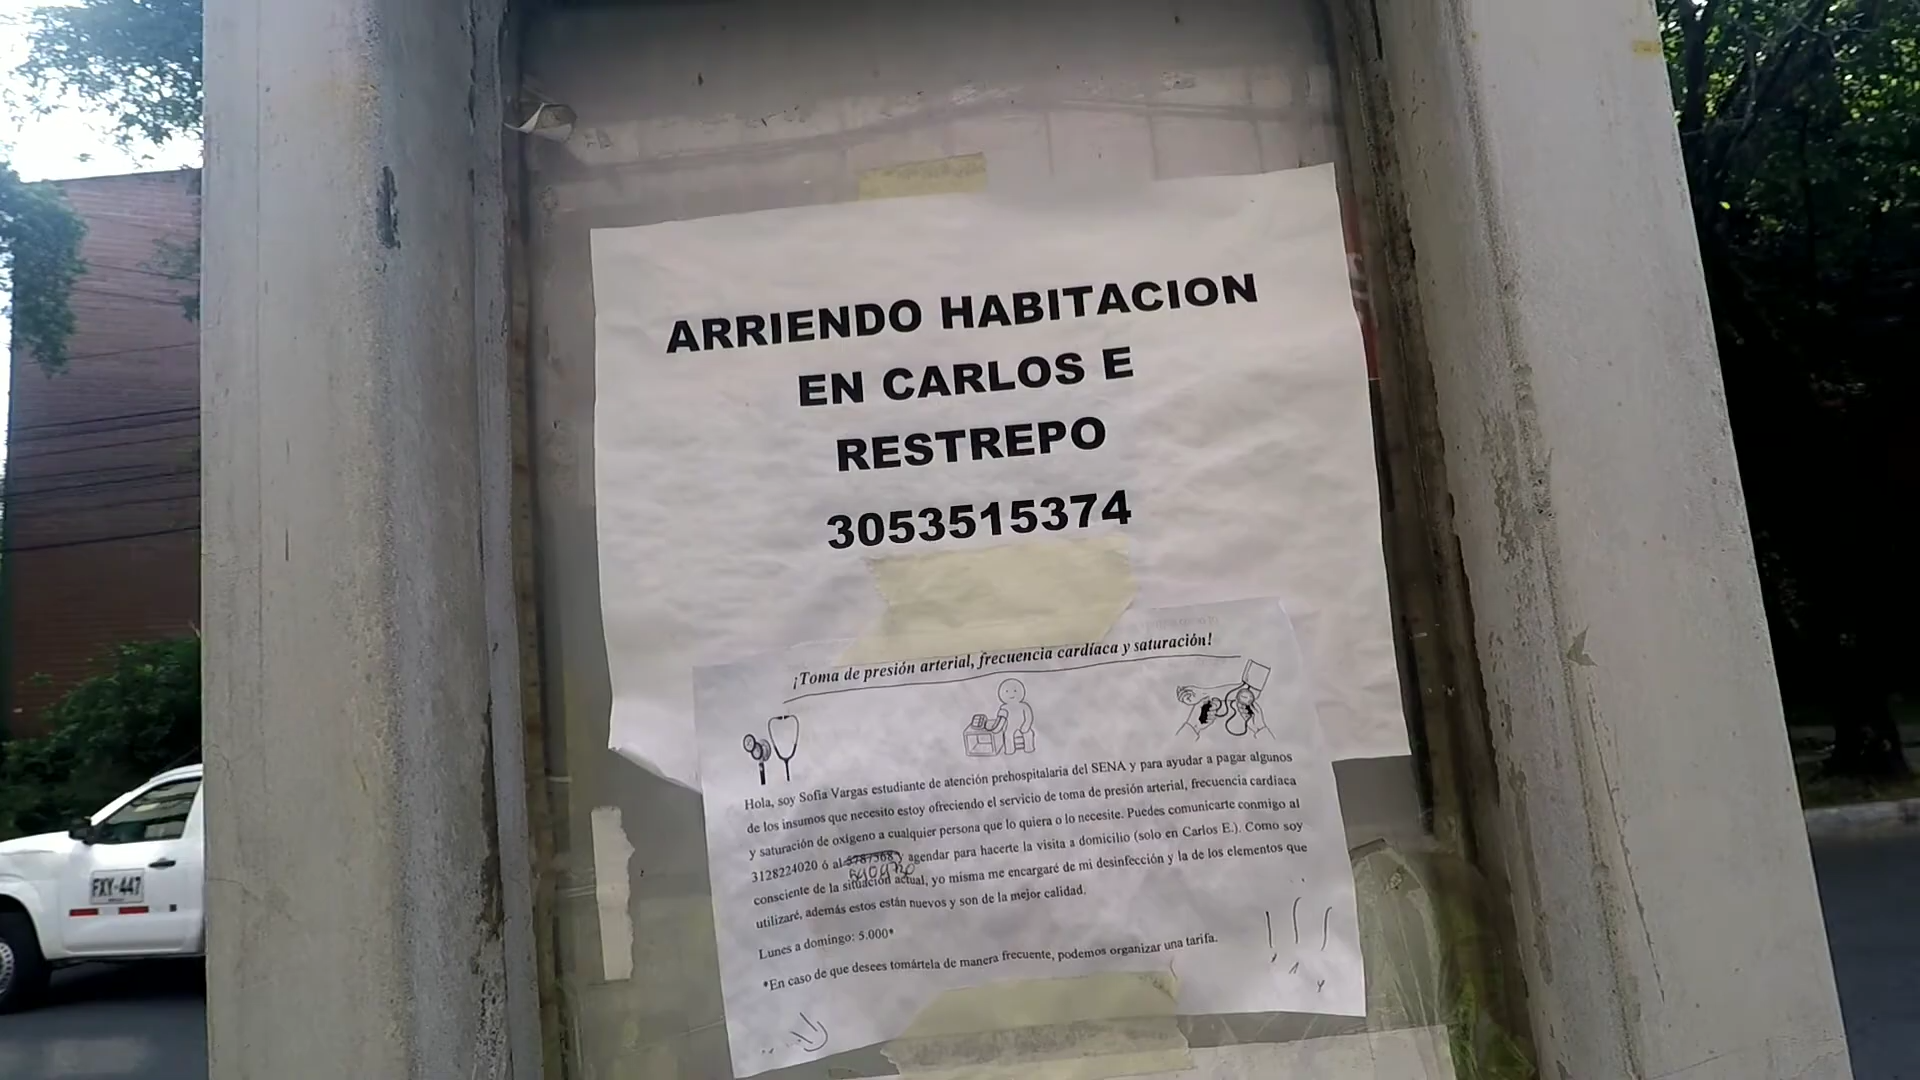 ARRIENDO HABITACION
EN CARLOS E
RESTREPO
3053515374
¡Toma de presión arterial, frecuencia cardíaca y saturación!
Hola, soy Sofia Vargas estudiante de atención prehospitalaria del SENA y para ayudar a pagar algunos
de los insumos que necesito estoy ofreciendo el servicio de toma de presión arterial, frecuencia cardíaca
y saturación de oxígeno a cualquier persona que lo quiera o lo necesite. Puedes comunicarte conmigo al
3128224020 ó al y agendar para hacerte la visita a domicilio (solo en Carlos E.). Como soy
consciente de la situación actual, yo misma me encargaré de mi desinfección y la de los elementos que
utilizaré, además estos están nuevos y son de la mejor calidad.
Lunes a domingo: 5.000*
*En caso de que desees tomártela de manera frecuente, podemos organizar una tarifa.
FXY-447